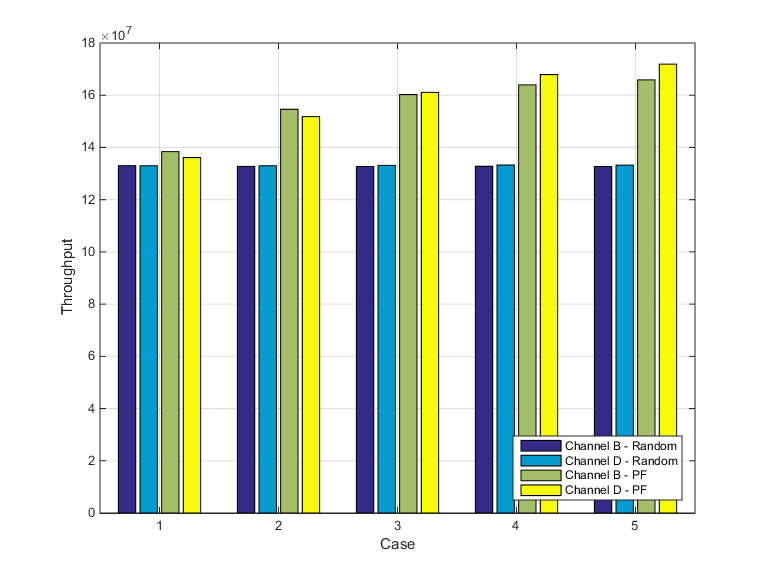 ×10^7
18
16
14
12
10
8
6
4
2
0
Throughput
1 2 3 4 5
Case
Channel B - Random
Channel D - Random
Channel B - PF
Channel D - PF